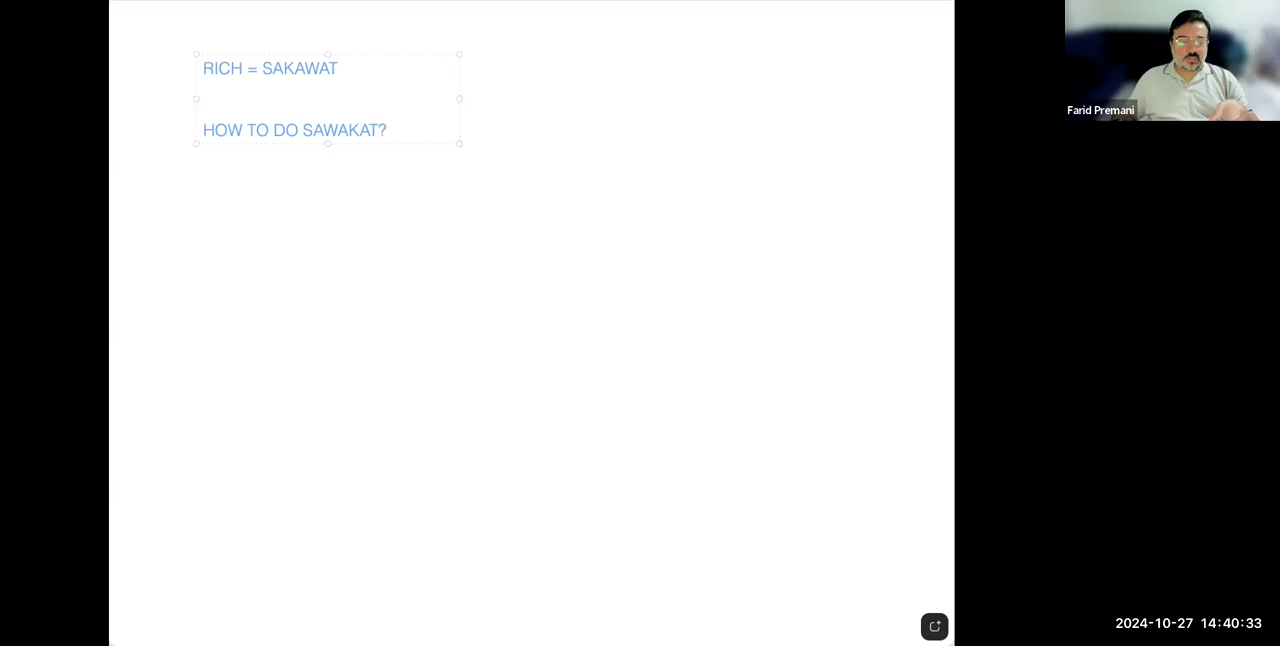 RICH = SAKAWAT
HOW TO DO SAWAKAT?
Farid Premani
2024-10-27 14:40:33